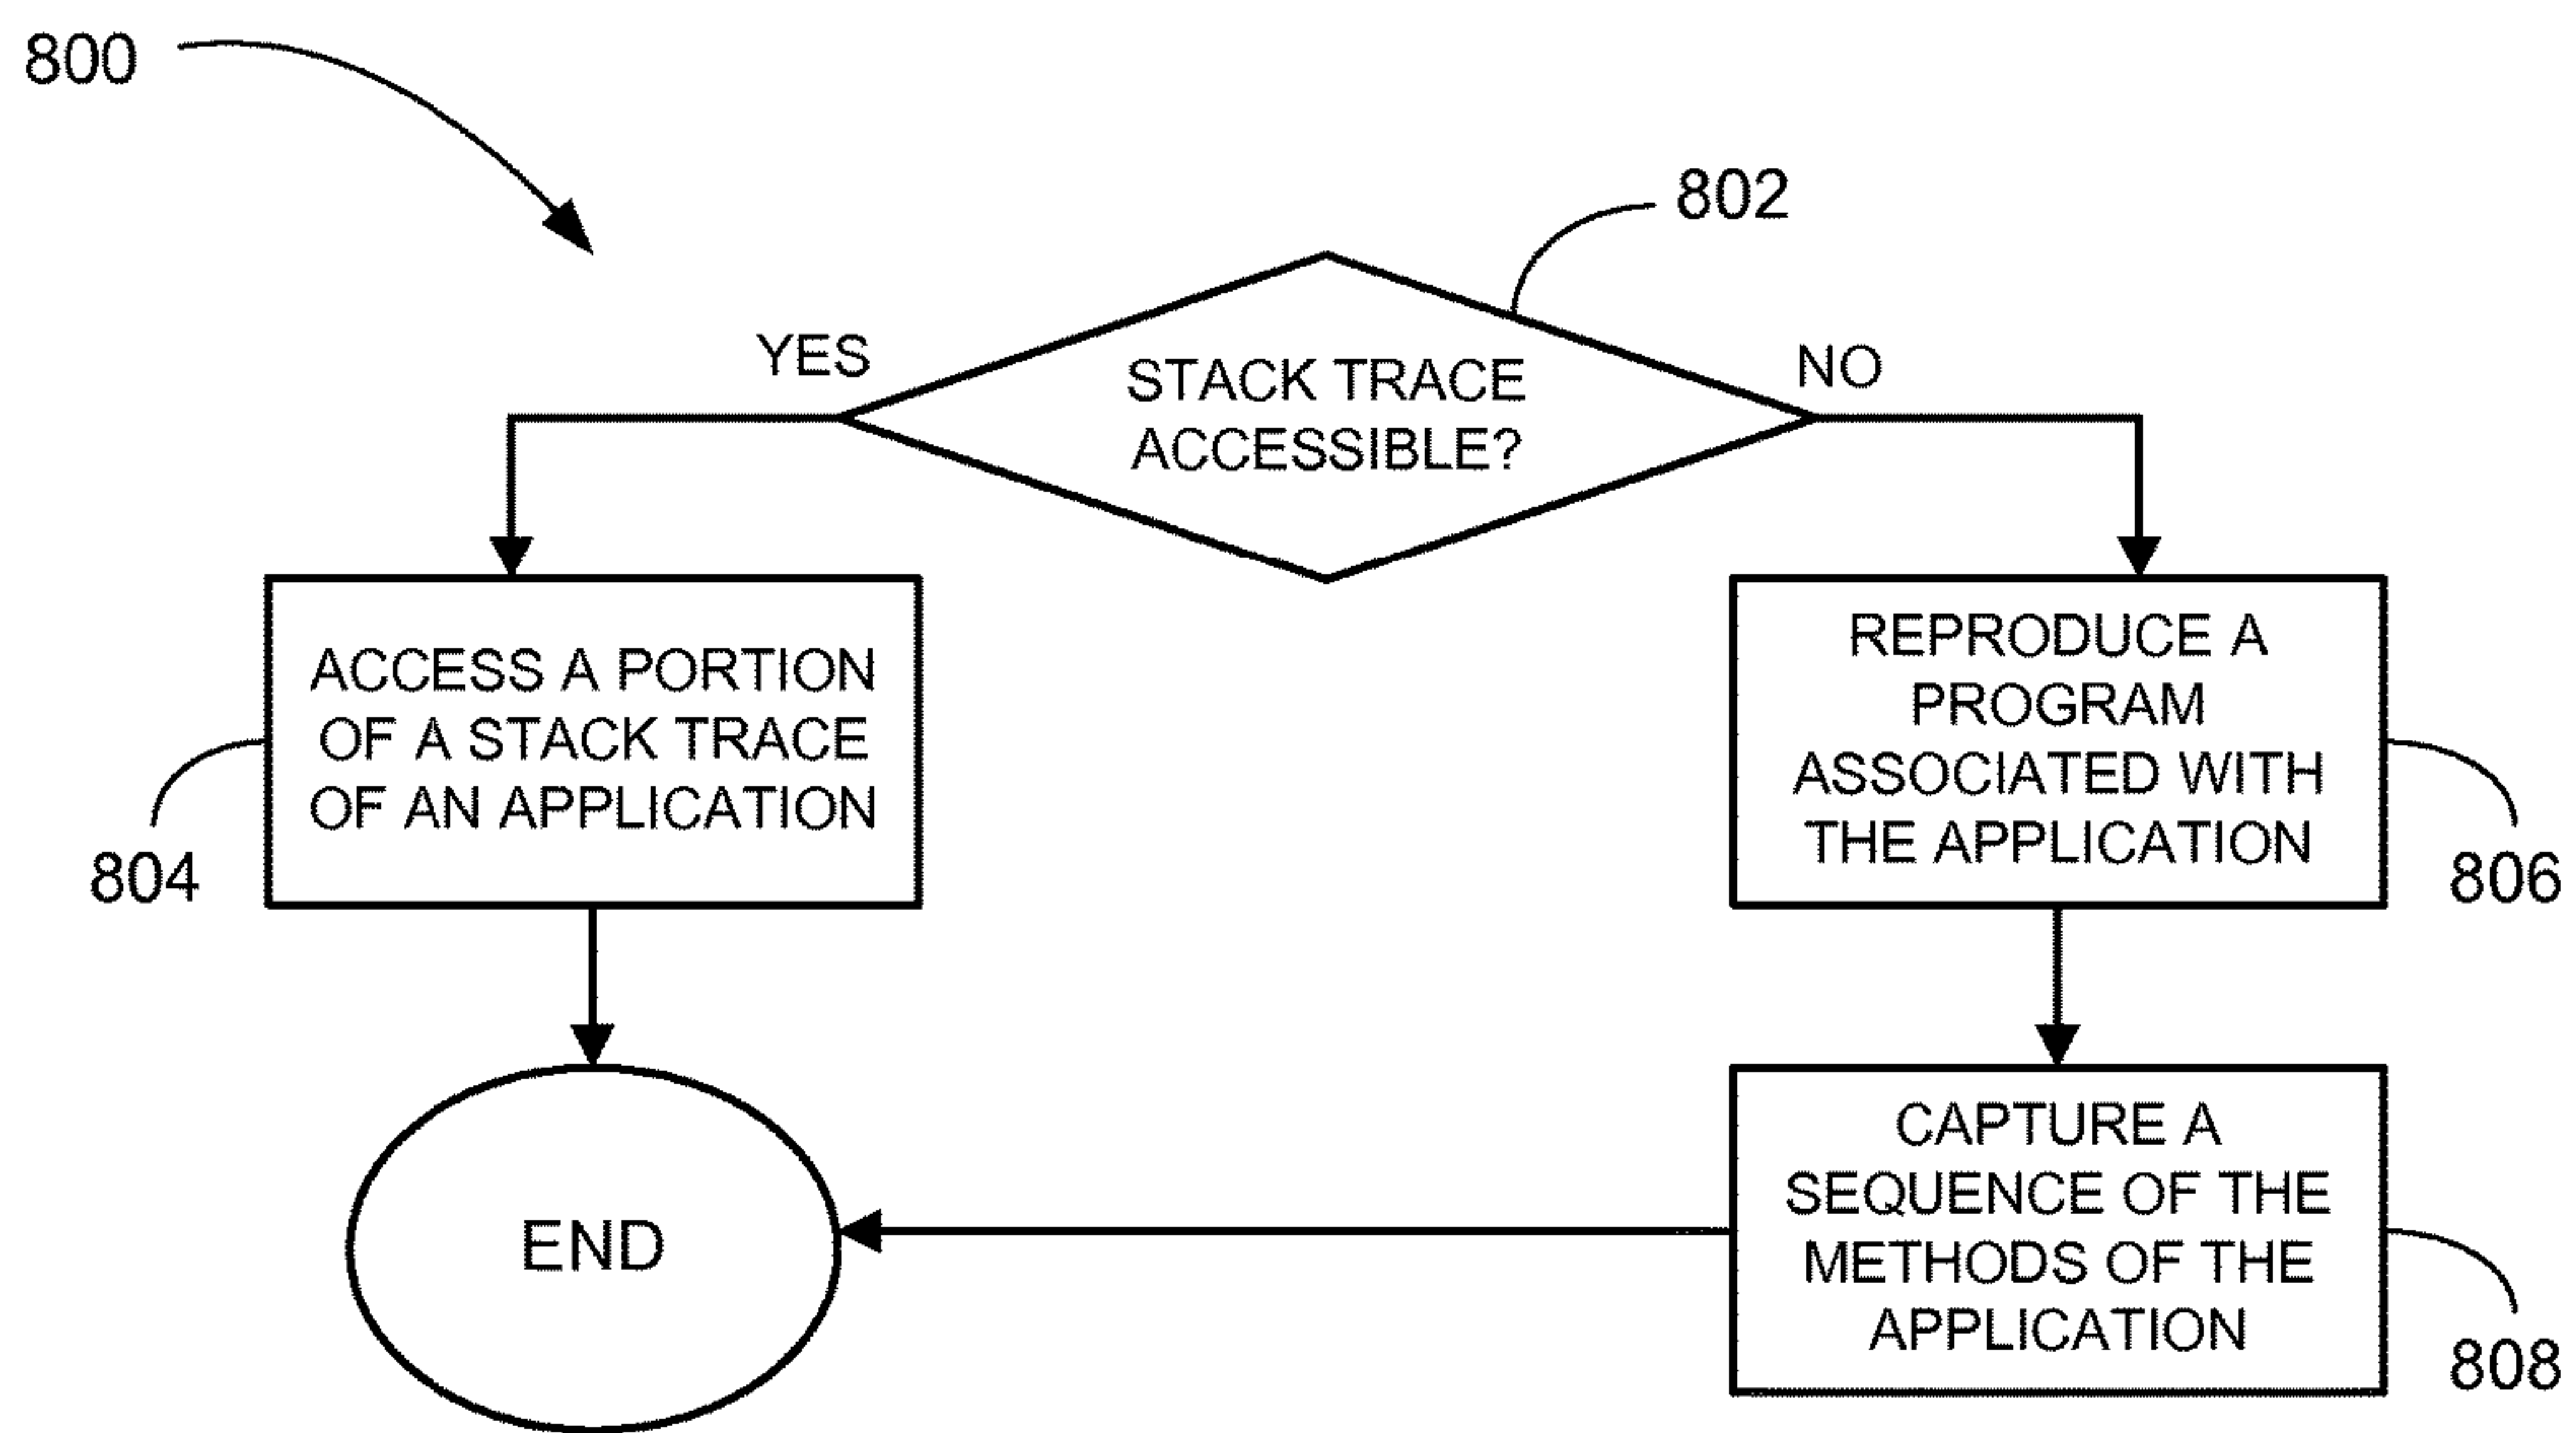 800
802
YES
NO
STACK TRACE
ACCESSIBLE?
ACCESS A PORTION
OF A STACK TRACE
OF AN APPLICATION
804
REPRODUCE A
PROGRAM
ASSOCIATED WITH
THE APPLICATION
806
END
CAPTURE A
SEQUENCE OF THE
METHODS OF THE
APPLICATION
808